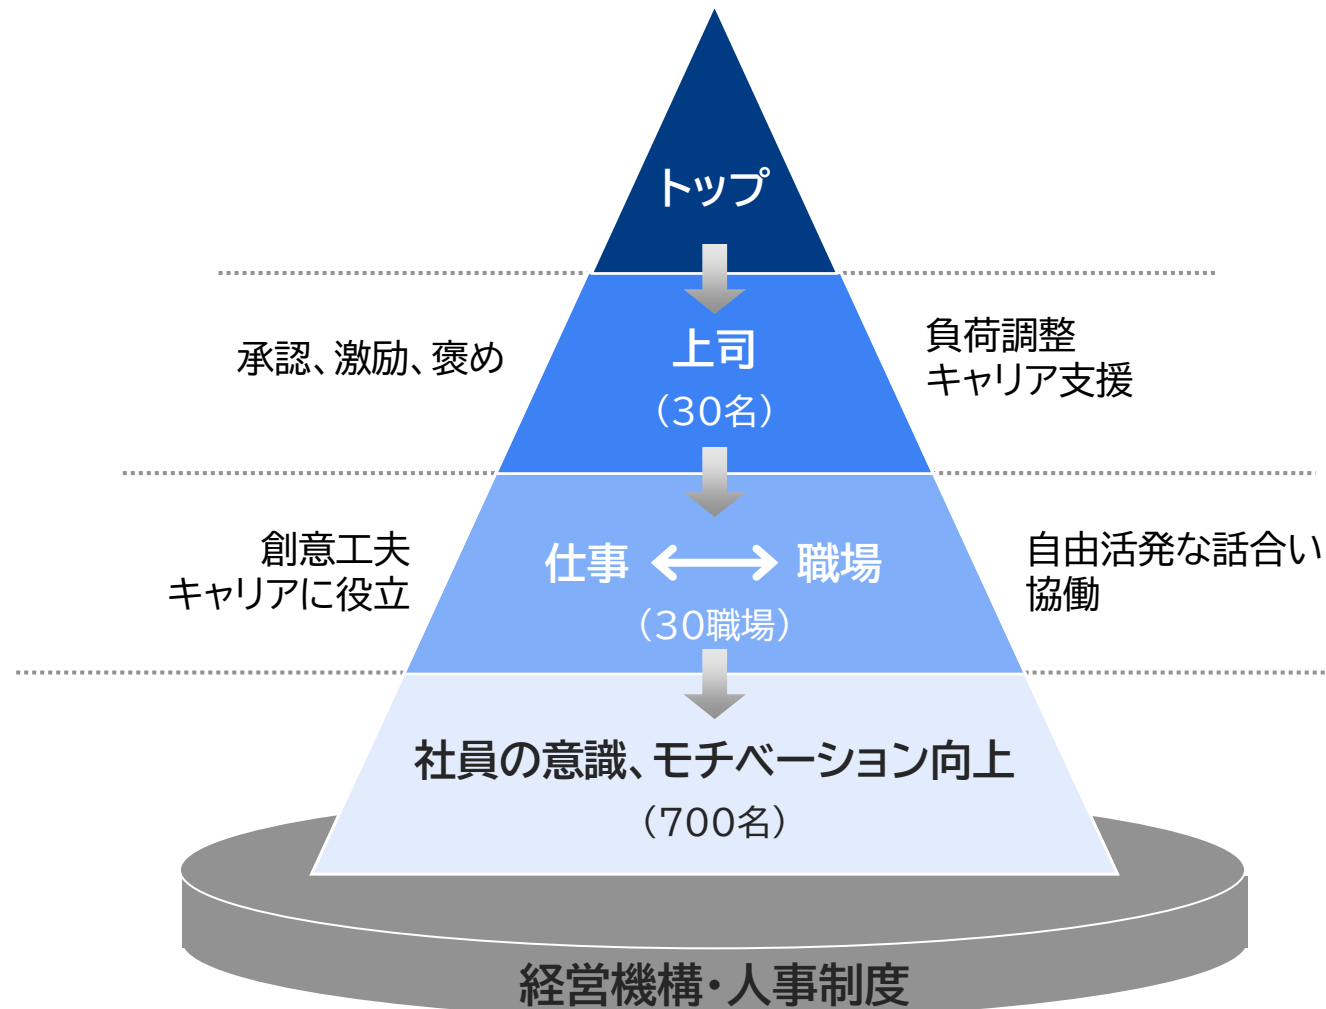 トップ
承認、激励、褒め
上司
（30名）
負荷調整
キャリア支援
創意工夫
キャリアに役立
仕事
職場
（30職場）
自由活発な話合い
協働
社員の意識、モチベーション向上
（700名）
経営機構・人事制度